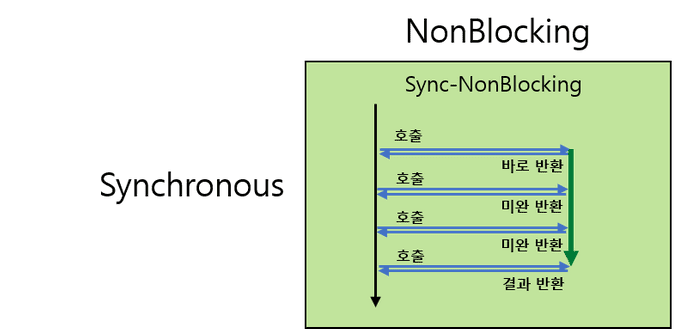 NonBlocking
Sync-NonBlocking
Synchronous
호출
바로 반환
호출
미완 반환
호출
미완 반환
호출
결과 반환